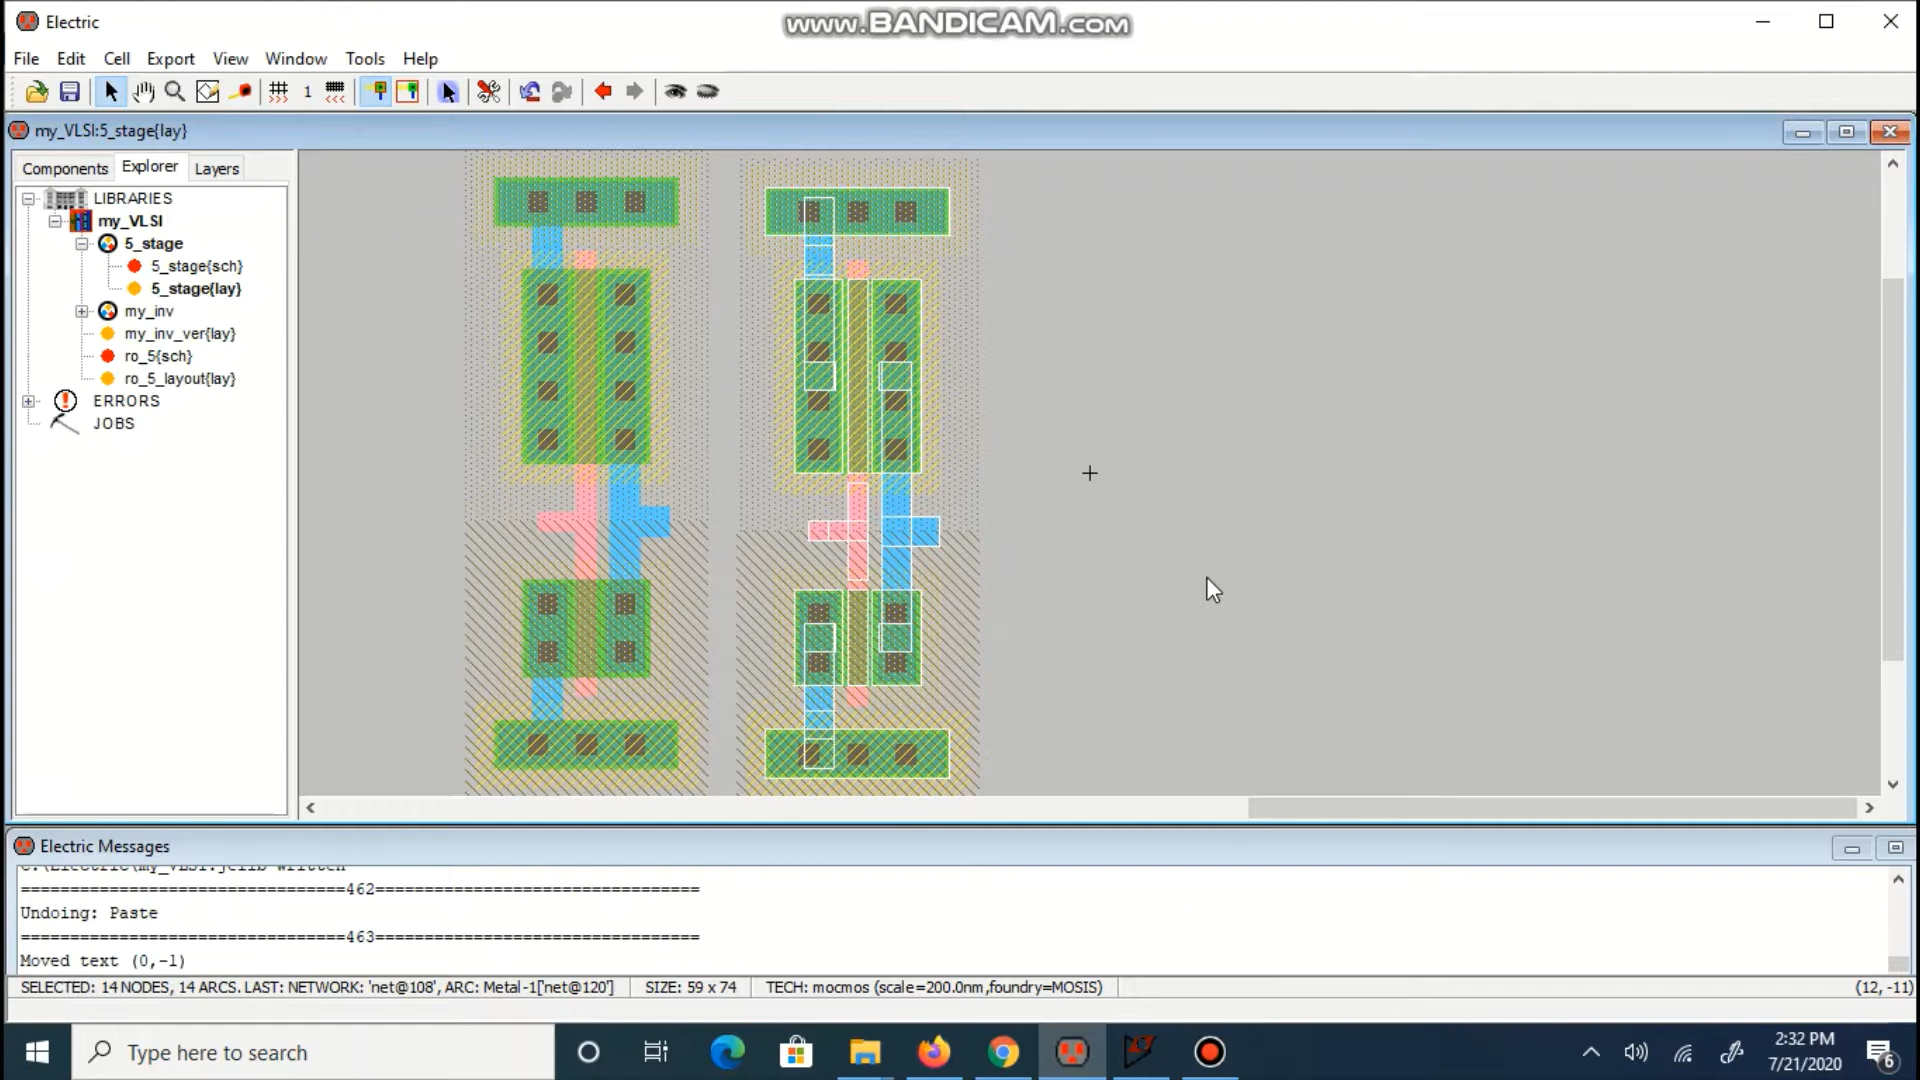 Electric
www.BANDICAM.com
File Edit Cell Export View Window Tools Help
1
my_VLSI:5_stage{lay}
Components Explorer Layers
LIBRARIES
my_VLSI
5_stage
5_stage{sch}
5_stage{lay}
my_inv
my_inv_ver{lay}
ro_5{sch}
ro_5_layout{lay}
ERRORS
JOBS
Electric Messages
C:\Electric\my_VLSI.jelib written
=================================462=================================
Undoing: Paste
=================================463=================================
Moved text (0,-1)
SELECTED: 14 NODES, 14 ARCS. LAST: NETWORK: 'net@108', ARC: Metal-1['net@120'] SIZE: 59 x 74 TECH: mocmos (scale=200.0nm,foundry=MOSIS) (12, -11)
Type here to search
2:32 PM
7/21/2020
6